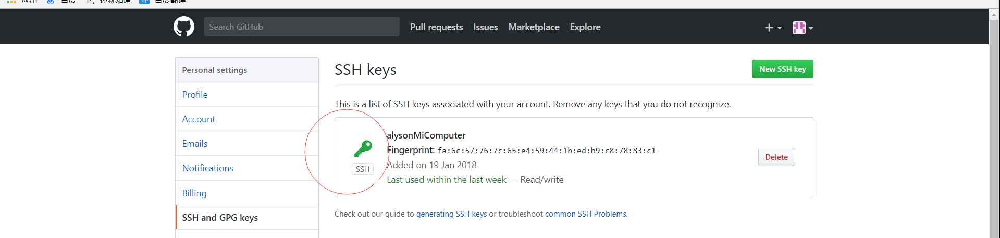 应用 百度一下，你就知道 百度翻译
Search GitHub Pull requests Issues Marketplace Explore
Personal settings
Profile
Account
Emails
Notifications
Billing
SSH and GPG keys
SSH keys
New SSH key
This is a list of SSH keys associated with your account. Remove any keys that you do not recognize.
SSH
alysonMiComputer
Fingerprint: fa:6c:57:76:7c:65:e4:59:44:1b:ed:b9:c8:78:83:c1
Added on 19 Jan 2018
Last used within the last week — Read/write
Delete
Check out our guide to generating SSH keys or troubleshoot common SSH Problems.